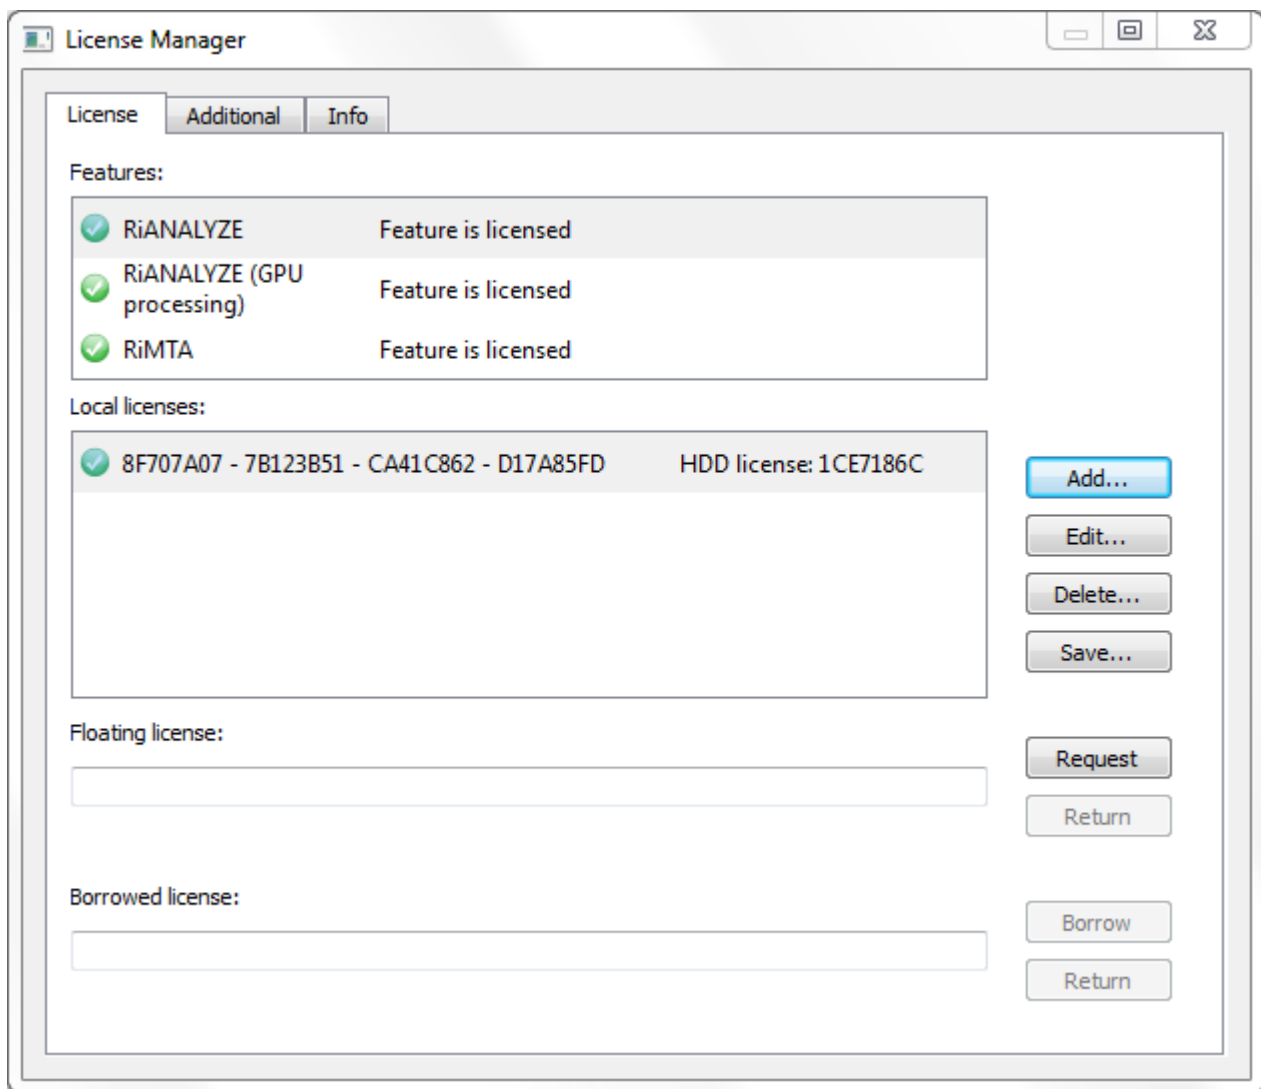 License Manager
License Additional Info
Features:
RiANALYZE Feature is licensed
RiANALYZE (GPU
processing) Feature is licensed
RiMTA Feature is licensed
Local licenses:
8F707A07 - 7B123B51 - CA41C862 - D17A85FD HDD license: 1CE7186C
Add...
Edit...
Delete...
Save...
Floating license:
Request
Return
Borrowed license:
Borrow
Return